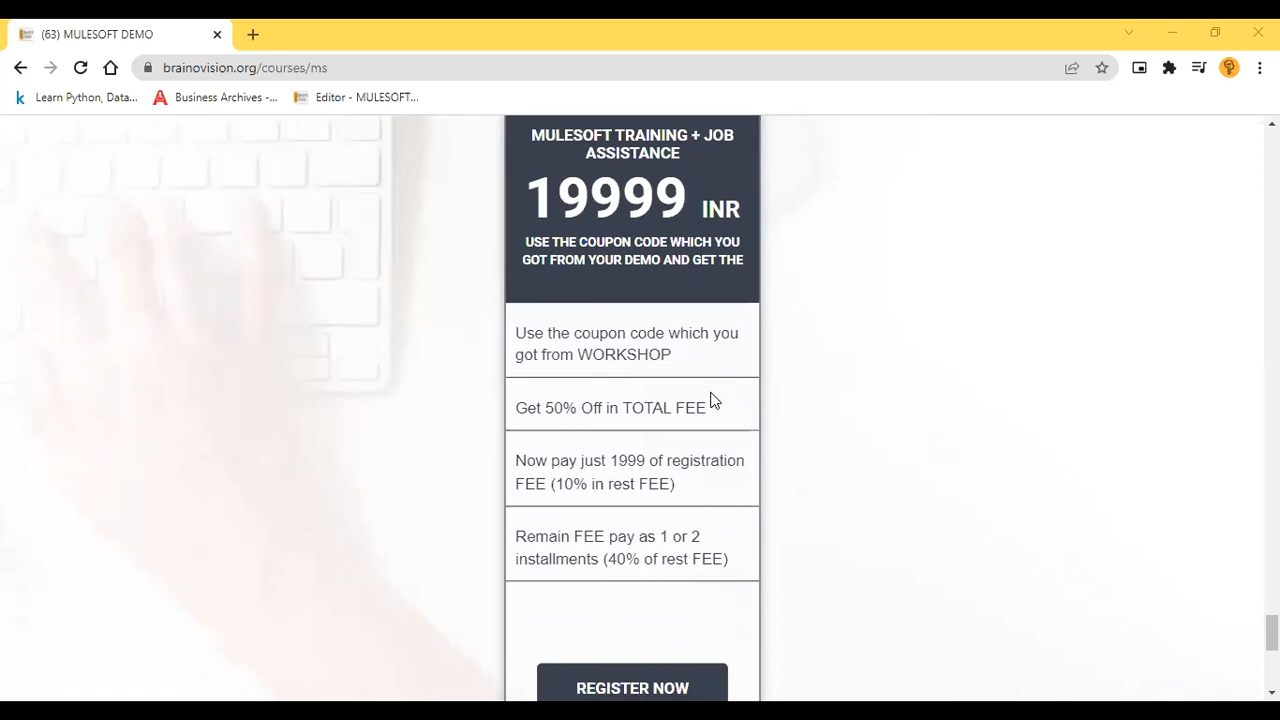 (63) MULESOFT DEMO
brainovision.org/courses/ms
Learn Python, Data... Business Archives -... Editor - MULESOFT...
MULESOFT TRAINING + JOB
ASSISTANCE
19999 INR
USE THE COUPON CODE WHICH YOU
GOT FROM YOUR DEMO AND GET THE
Use the coupon code which you
got from WORKSHOP
Get 50% Off in TOTAL FEE
Now pay just 1999 of registration
FEE (10% in rest FEE)
Remain FEE pay as 1 or 2
installments (40% of rest FEE)
REGISTER NOW